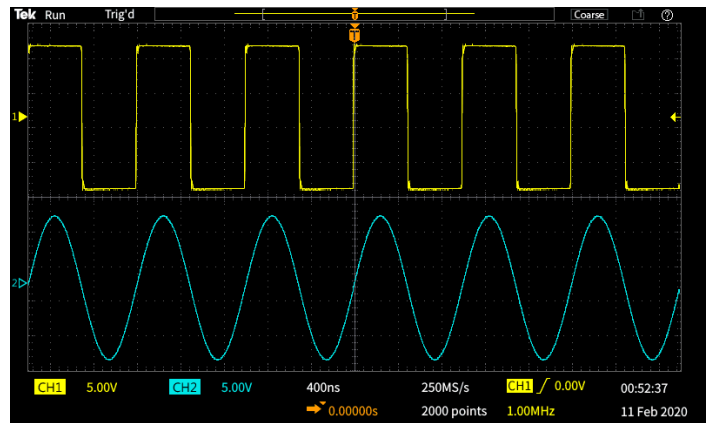 Tek Run Trig'd Coarse ?
T
T
1
2
CH1 5.00V CH2 5.00V 400ns 250MS/s CH1 0.00V 00:52:37
0.00000s 2000 points 1.00MHz 11 Feb 2020